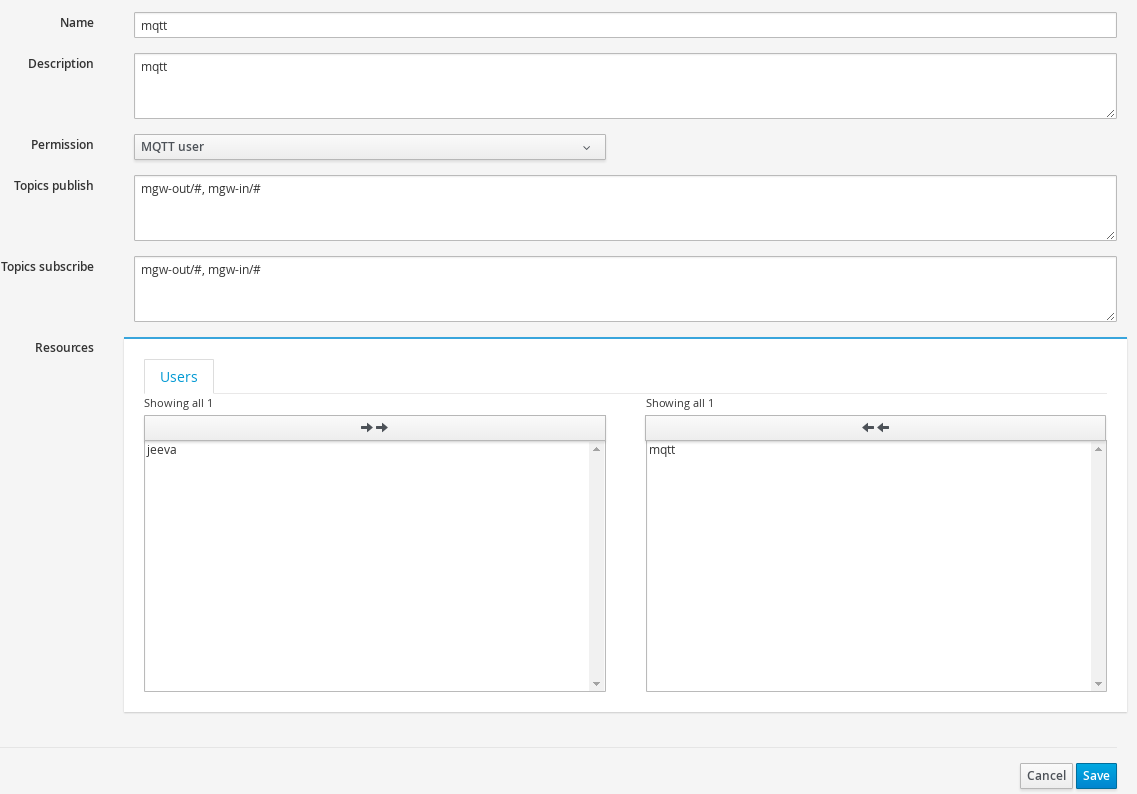 Name
mqtt
Description
mqtt
Permission
MQTT user
Topics publish
mgw-out/#, mgw-in/#
Topics subscribe
mgw-out/#, mgw-in/#
Resources
Users
Showing all 1
Showing all 1
jeeva
mqtt
Cancel
Save